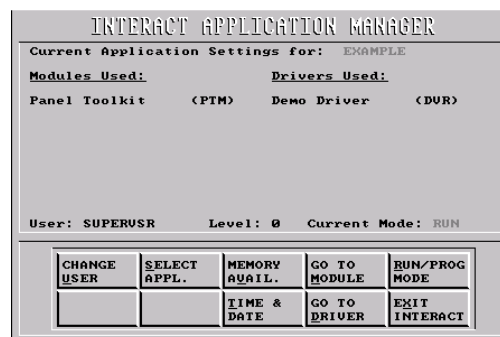 INTERACT APPLICATION MANAGER
Current Application Settings for: EXAMPLE
Modules Used: Drivers Used:
Panel Toolkit (PTM) Demo Driver (DVR)
User: SUPERVSR Level: 0 Current Mode: RUN
CHANGE USER SELECT APPL. MEMORY AVAIL. GO TO MODULE RUN/PROG MODE
TIME & DATE GO TO DRIVER EXIT INTERACT